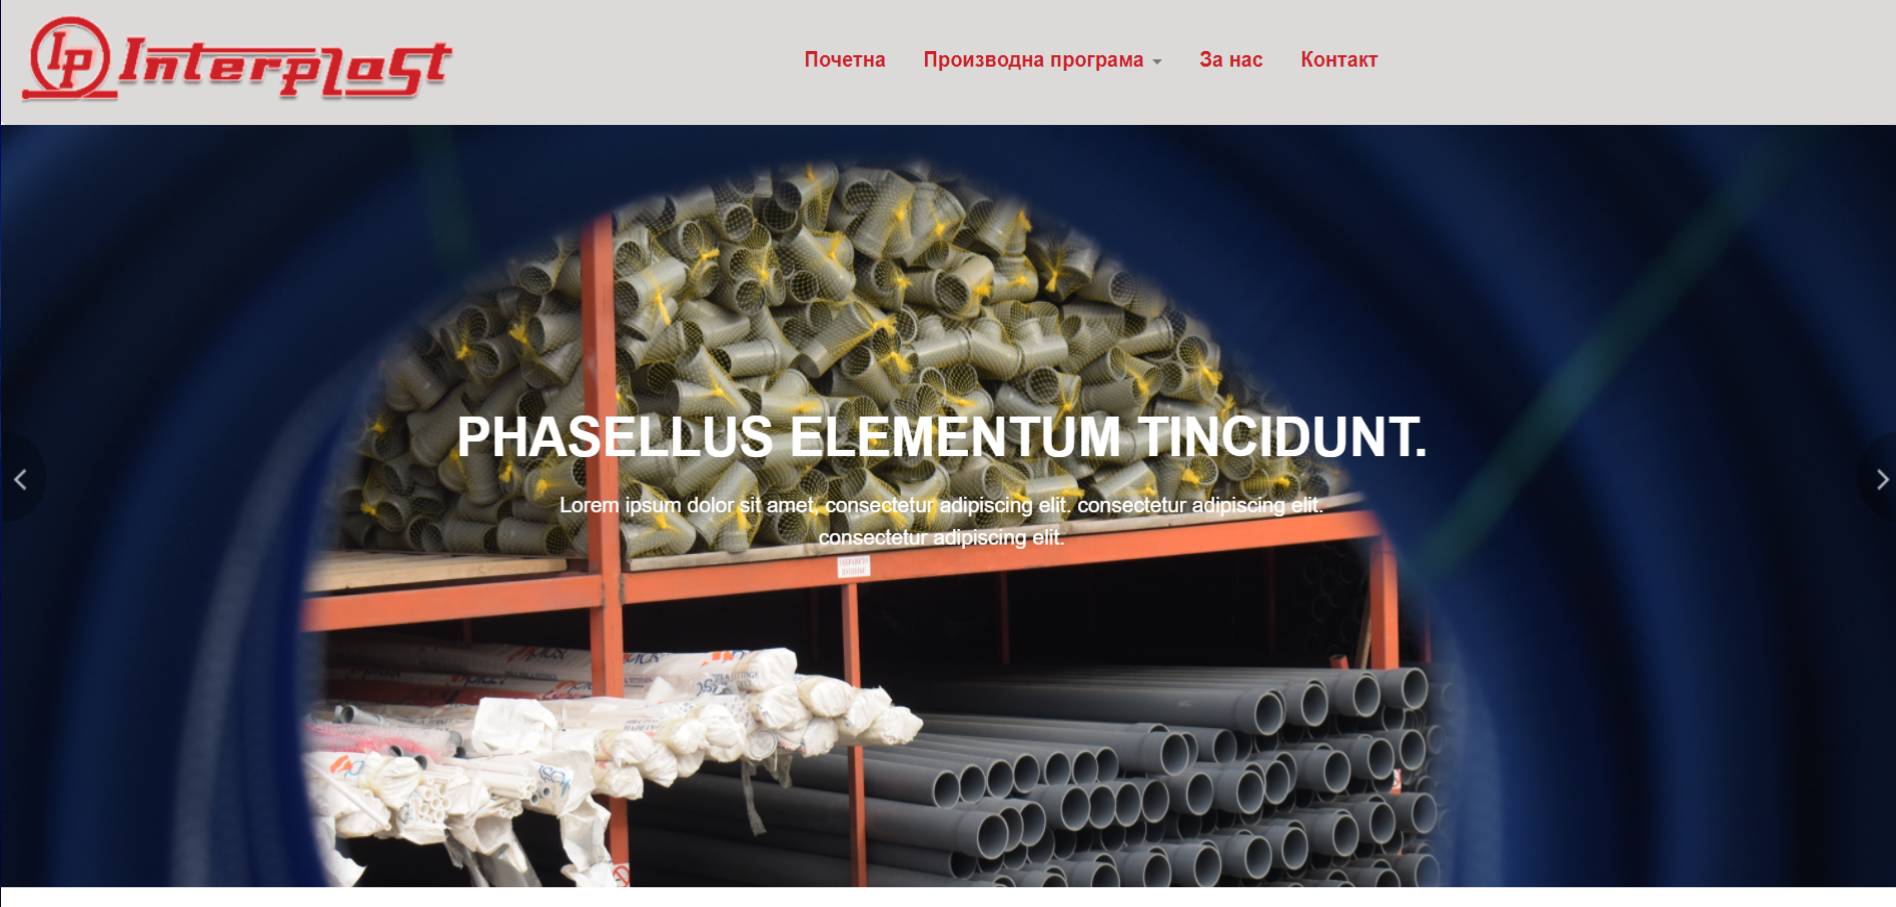 IP Interplast
Почетна Производна програма За нас Контакт
PHASELLUS ELEMENTUM TINCIDUNT.
Lorem ipsum dolor sit amet, consectetur adipiscing elit. consectetur adipiscing elit.
consectetur adipiscing elit.